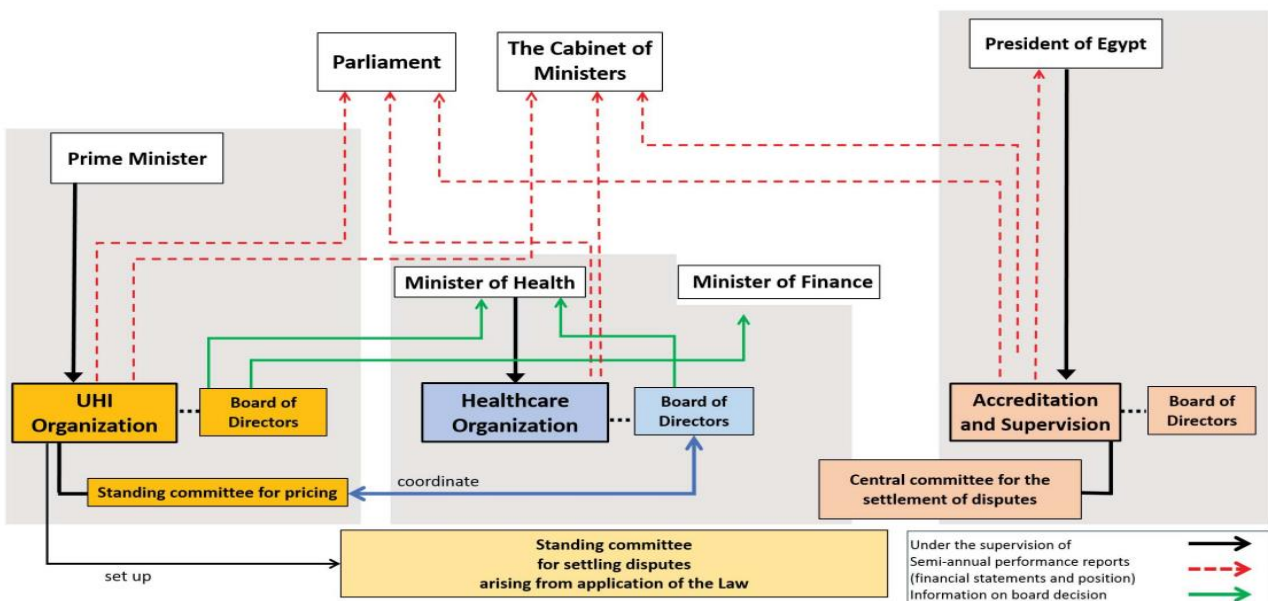 Parliament
The Cabinet of
Ministers
President of Egypt
Prime Minister
Minister of Health
Minister of Finance
UHI
Organization
Board of
Directors
Healthcare
Organization
Board of
Directors
Accreditation
and Supervision
Board of
Directors
Standing committee for pricing
coordinate
Central committee for the
settlement of disputes
set up
Standing committee
for settling disputes
arising from application of the Law
Under the supervision of
Semi-annual performance reports
(financial statements and position)
Information on board decision